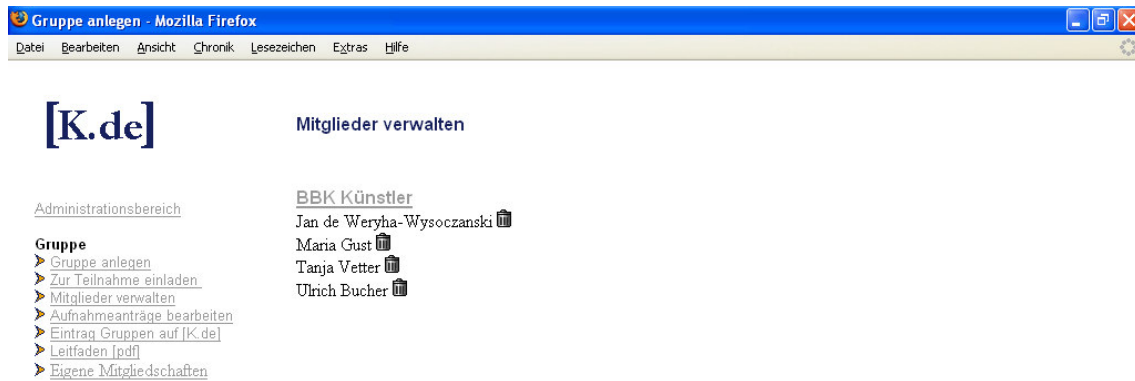 Gruppe anlegen - Mozilla Firefox
Datei Bearbeiten Ansicht Chronik Lesezeichen Extras Hilfe
[K.de]
Mitglieder verwalten
Administrationsbereich
Gruppe
Gruppe anlegen
Zur Teilnahme einladen
Mitglieder verwalten
Aufnahmeanträge bearbeiten
Eintrag Gruppen auf [K.de]
Leitfaden [pdf]
Eigene Mitgliedschaften
BBK Künstler
Jan de Weryha-Wysoczanski
Maria Gust
Tanja Vetter
Ulrich Bucher